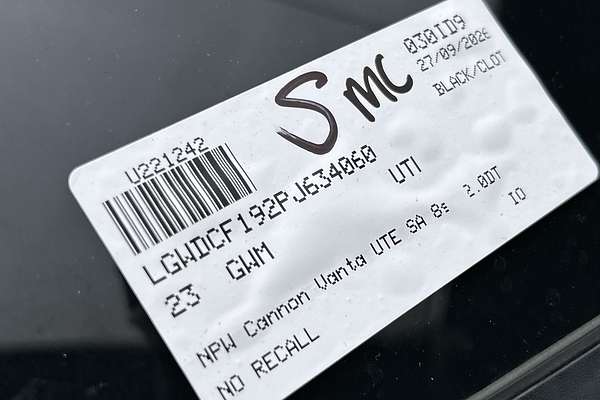 SMC
030ID9
27/09/2026
BLACK/CLOT
U221242
LGWDCF192PJ634060
UTI
23 GWM
NPW Cannon Vanta UTE SA 8s 2.0DT
IO
NO RECALL